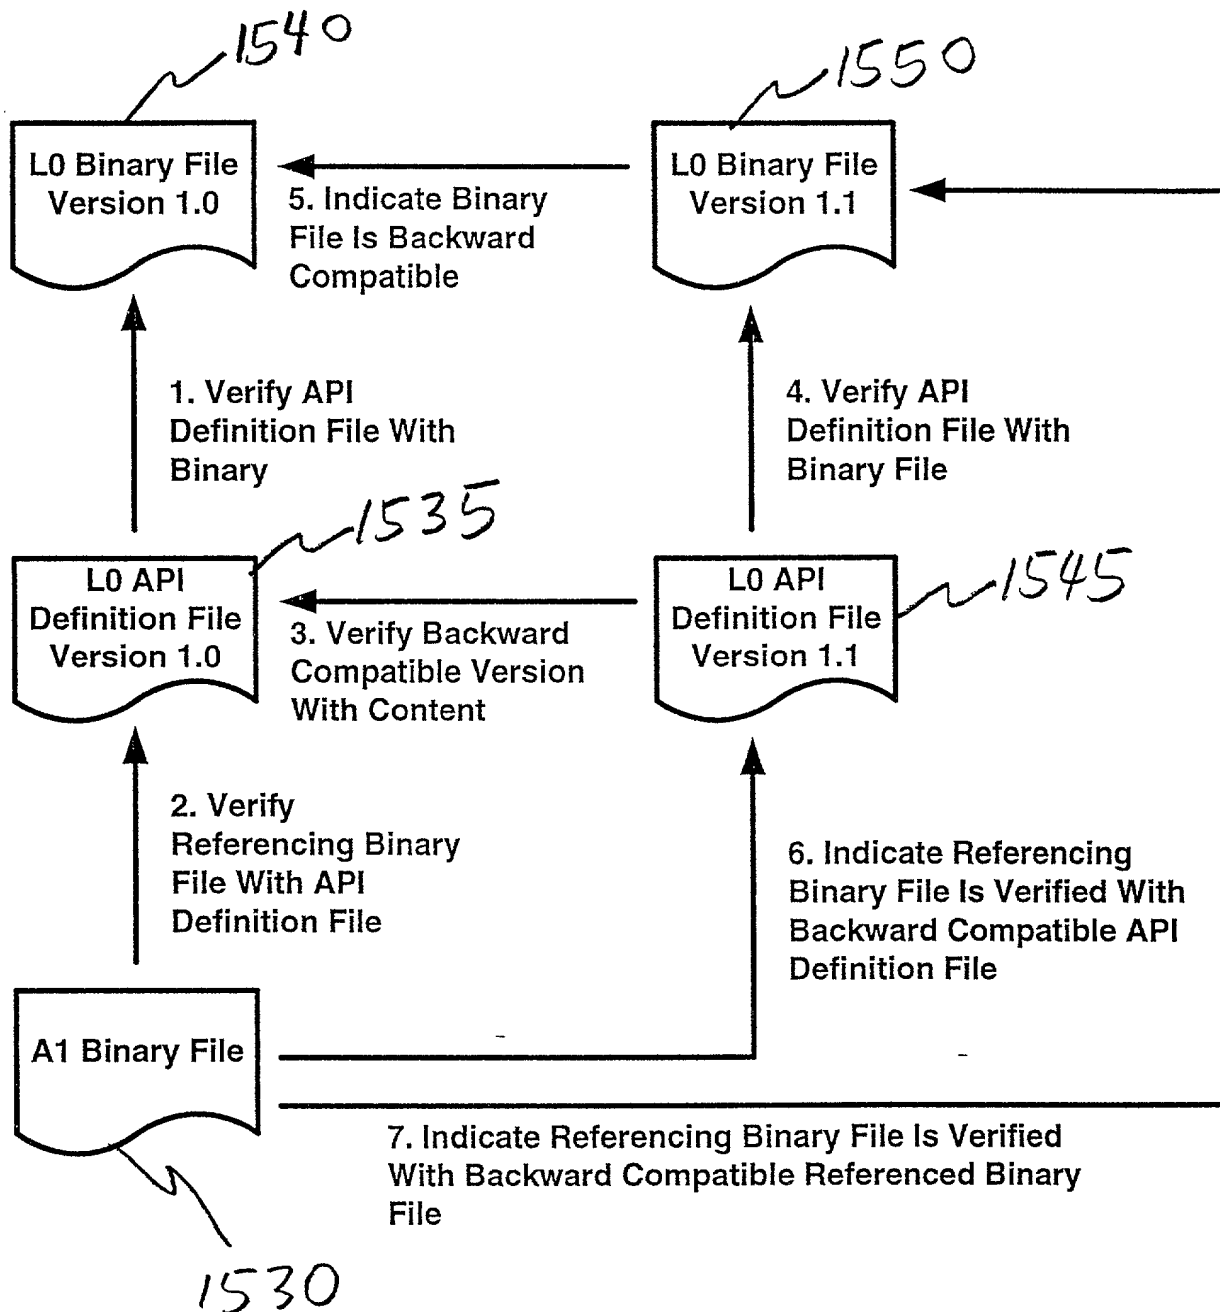 1540
1550
L0 Binary File
Version 1.0
L0 Binary File
Version 1.1
5. Indicate Binary
File Is Backward
Compatible
1. Verify API
Definition File With
Binary
4. Verify API
Definition File With
Binary File
1535
L0 API
Definition File
Version 1.0
L0 API
Definition File
Version 1.1
1545
3. Verify Backward
Compatible Version
With Content
2. Verify
Referencing Binary
File With API
Definition File
6. Indicate Referencing
Binary File Is Verified With
Backward Compatible API
Definition File
A1 Binary File
7. Indicate Referencing Binary File Is Verified
With Backward Compatible Referenced Binary
File
1530